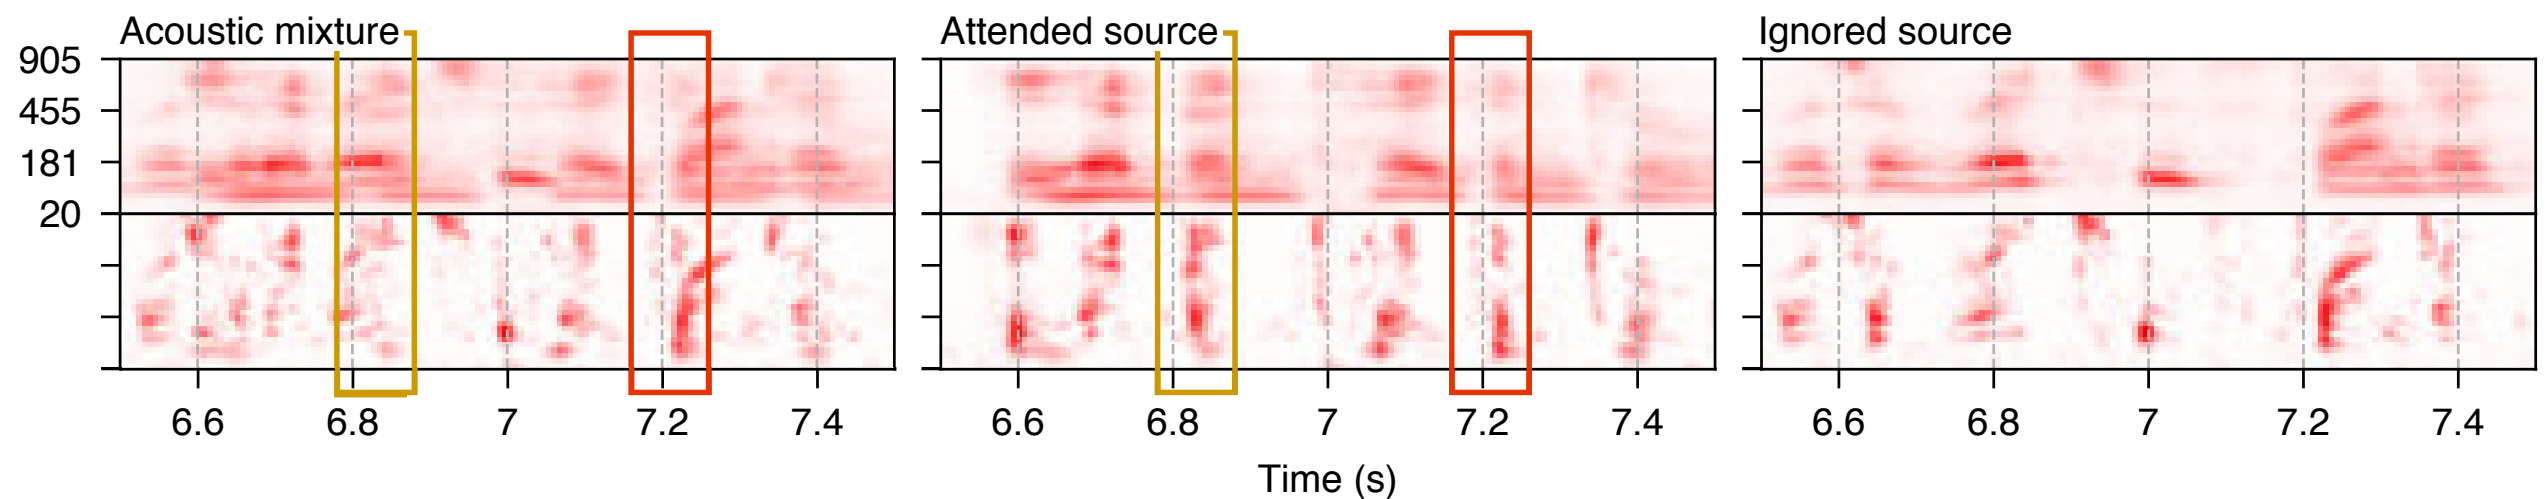 Acoustic mixture Attended source Ignored source
905
455
181
20
6.6 6.8 7 7.2 7.4 6.6 6.8 7 7.2 7.4 6.6 6.8 7 7.2 7.4
Time (s)